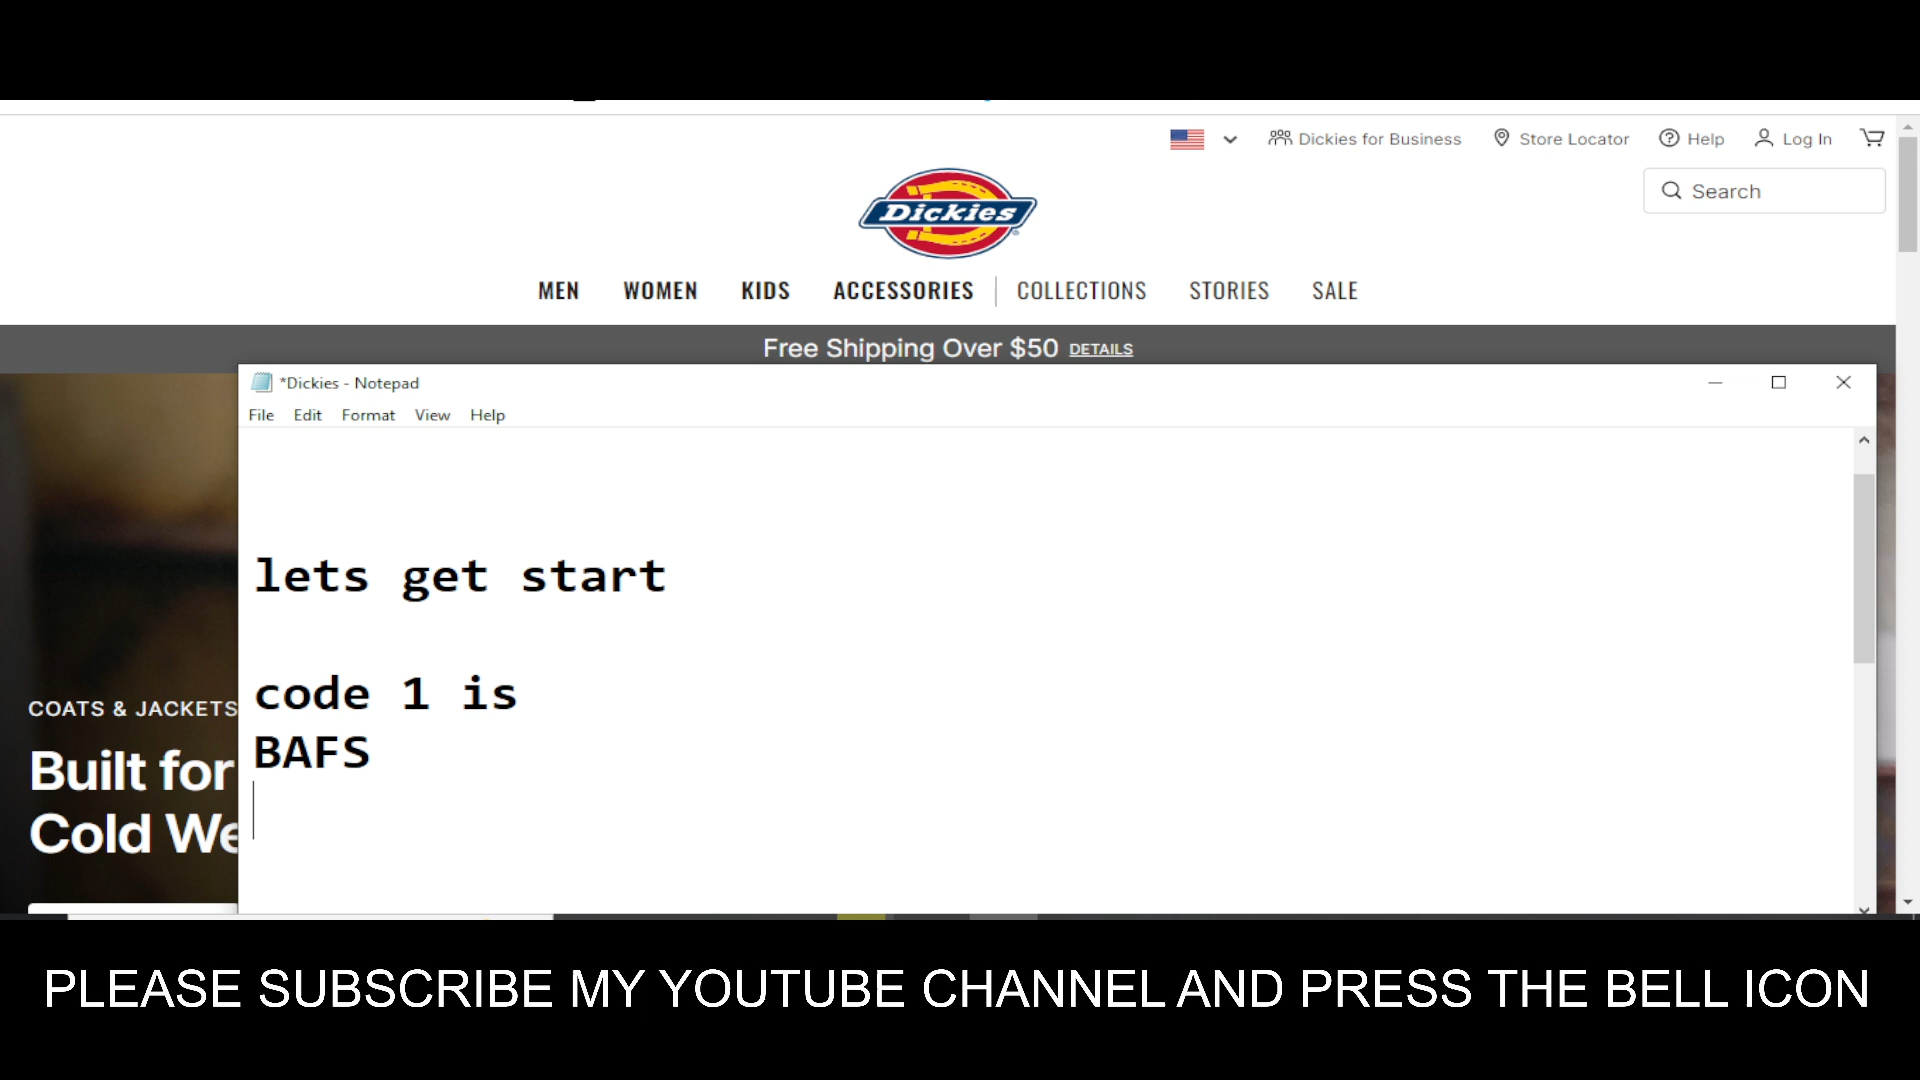 Dickies for Business Store Locator Help Log In
Dickies
Search
MEN WOMEN KIDS ACCESSORIES COLLECTIONS STORIES SALE
Free Shipping Over $50 DETAILS
*Dickies - Notepad
File Edit Format View Help
lets get start
code 1 is
BAFS
COATS & JACKETS
Built for
Cold We
PLEASE SUBSCRIBE MY YOUTUBE CHANNEL AND PRESS THE BELL ICON